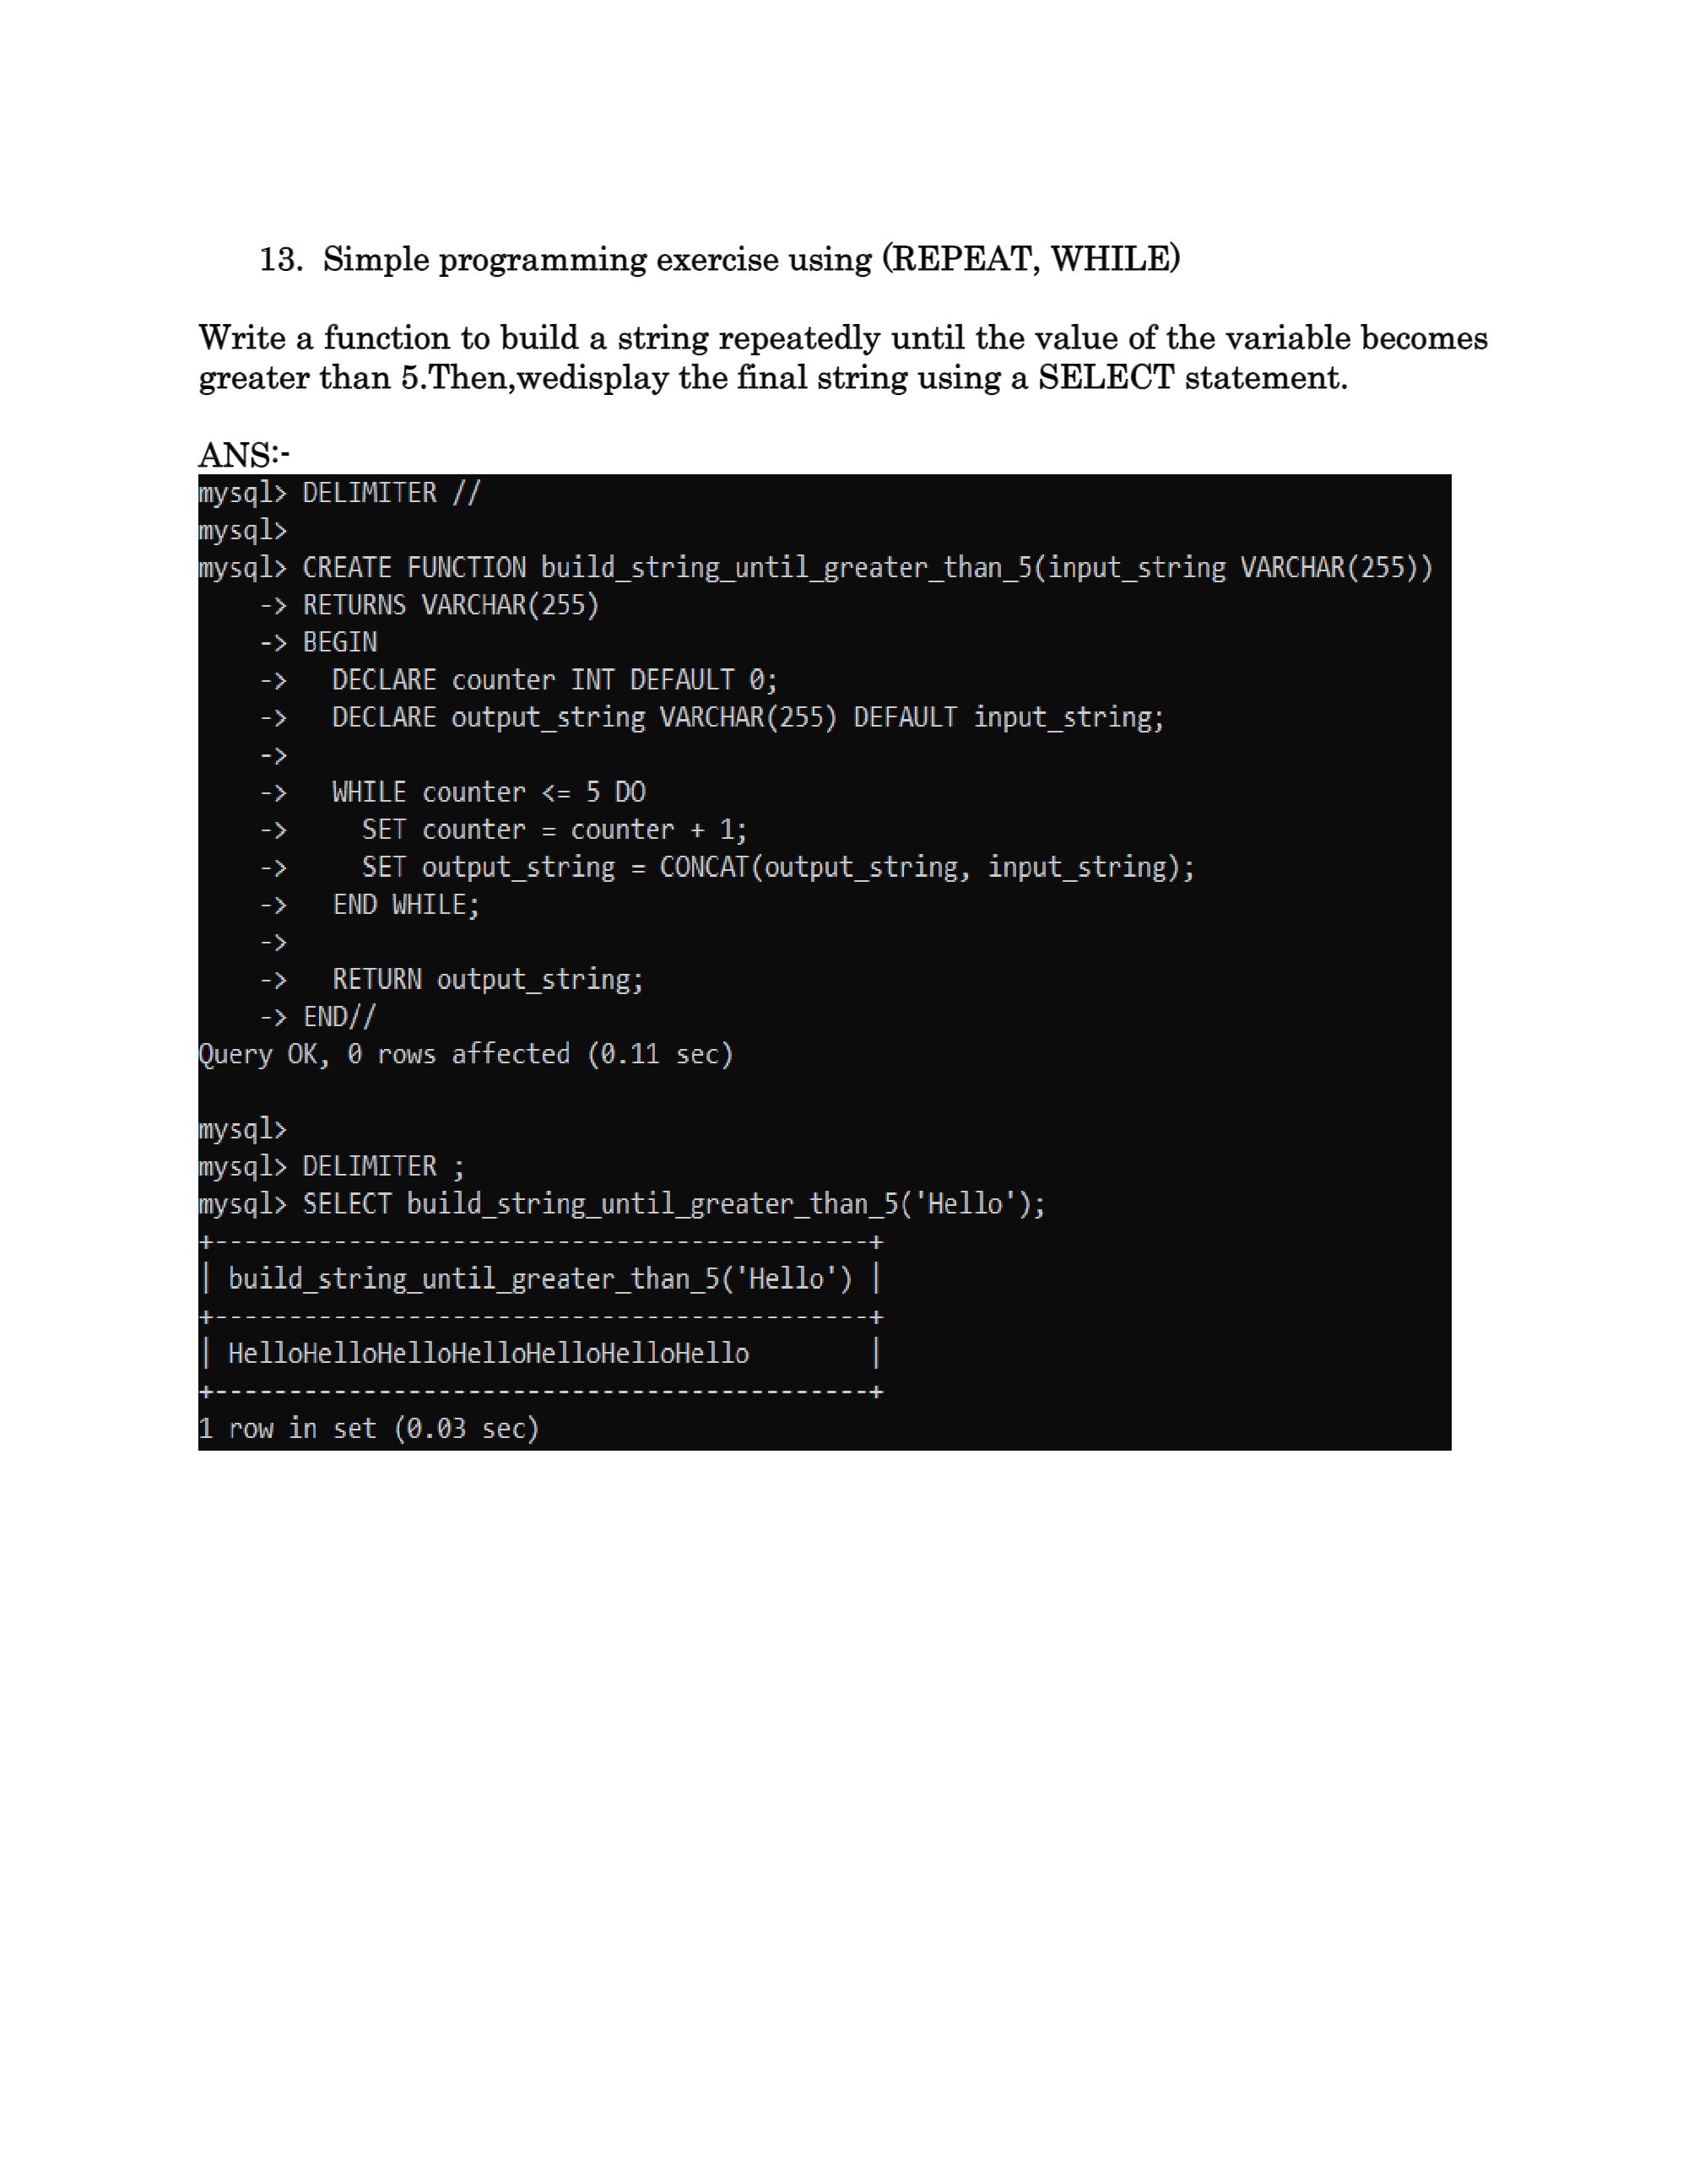 13. Simple programming exercise using (REPEAT, WHILE)
Write a function to build a string repeatedly until the value of the variable becomes
greater than 5.Then,wedisplay the final string using a SELECT statement.
ANS:-
mysql> DELIMITER //
mysql>
mysql> CREATE FUNCTION build_string_until_greater_than_5(input_string VARCHAR(255))
    -> RETURNS VARCHAR(255)
    -> BEGIN
    ->   DECLARE counter INT DEFAULT 0;
    ->   DECLARE output_string VARCHAR(255) DEFAULT input_string;
    ->
    ->   WHILE counter <= 5 DO
    ->     SET counter = counter + 1;
    ->     SET output_string = CONCAT(output_string, input_string);
    ->   END WHILE;
    ->
    ->   RETURN output_string;
    -> END//
Query OK, 0 rows affected (0.11 sec)
mysql>
mysql> DELIMITER ;
mysql> SELECT build_string_until_greater_than_5('Hello');
+--------------------------------------------+
| build_string_until_greater_than_5('Hello') |
+--------------------------------------------+
| HelloHelloHelloHelloHelloHelloHello        |
+--------------------------------------------+
1 row in set (0.03 sec)